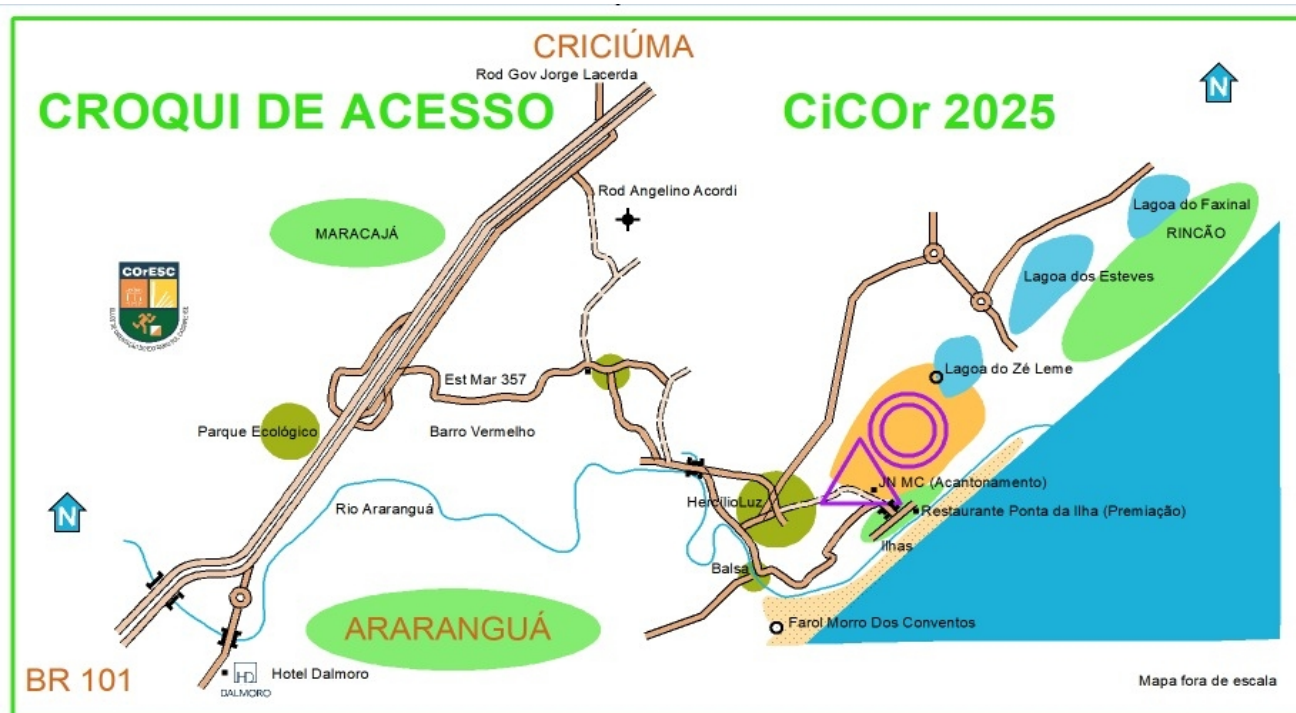 CRICIÚMA
Rod Gov Jorge Lacerda
CROQUI DE ACESSO
CiCOr 2025
N
Rod Angelino Acordi
Lagoa do Faxinal
MARACAJÁ
RINCÃO
COrESC
Lagoa dos Esteves
Lagoa do Zé Leme
Est Mar 357
Parque Ecológico
Barro Vermelho
JN MC (Acantonamento)
HercílioLuz
N
Rio Araranguá
Restaurante Ponta da Ilha (Premiação)
Ilhas
Balsa
ARARANGUÁ
Farol Morro Dos Conventos
BR 101
HD
Hotel Dalmoro
DALMORO
Mapa fora de escala